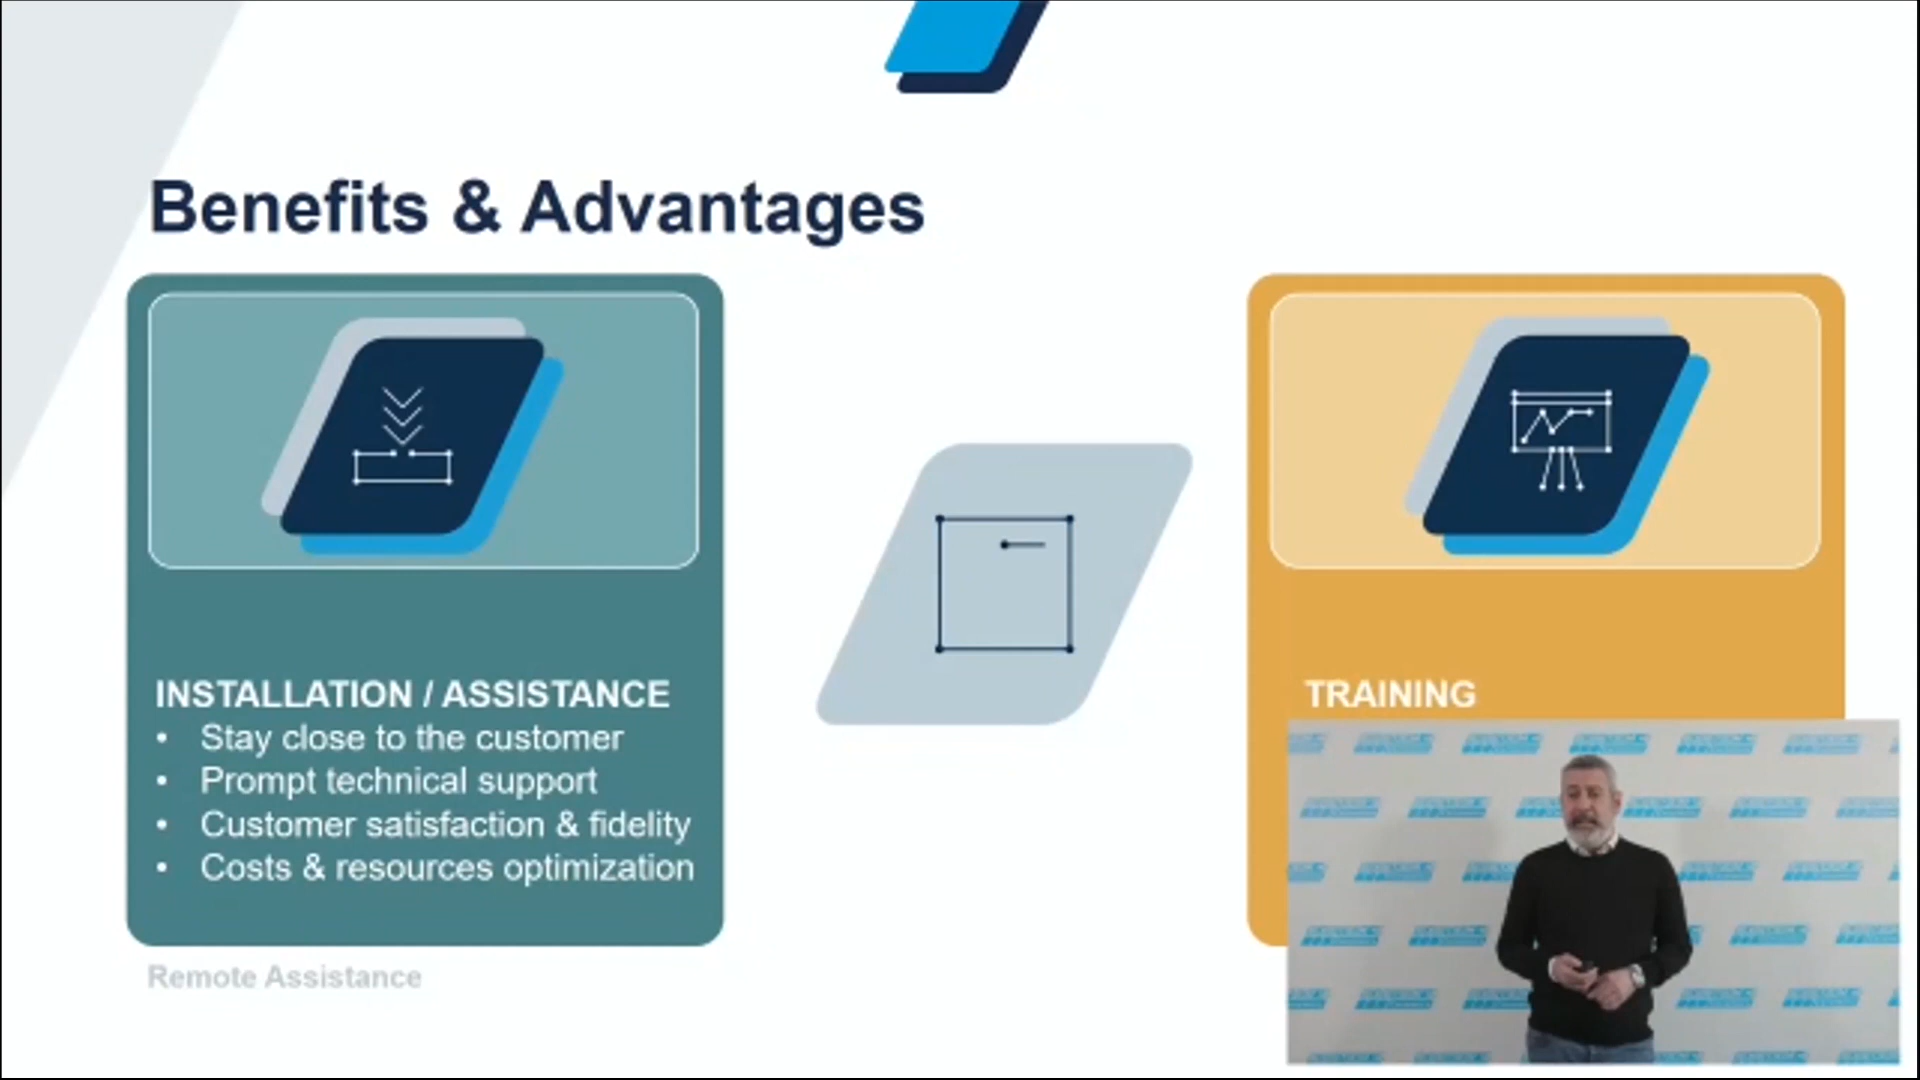 Benefits & Advantages
INSTALLATION / ASSISTANCE
• Stay close to the customer
• Prompt technical support
• Customer satisfaction & fidelity
• Costs & resources optimization
TRAINING
Remote Assistance